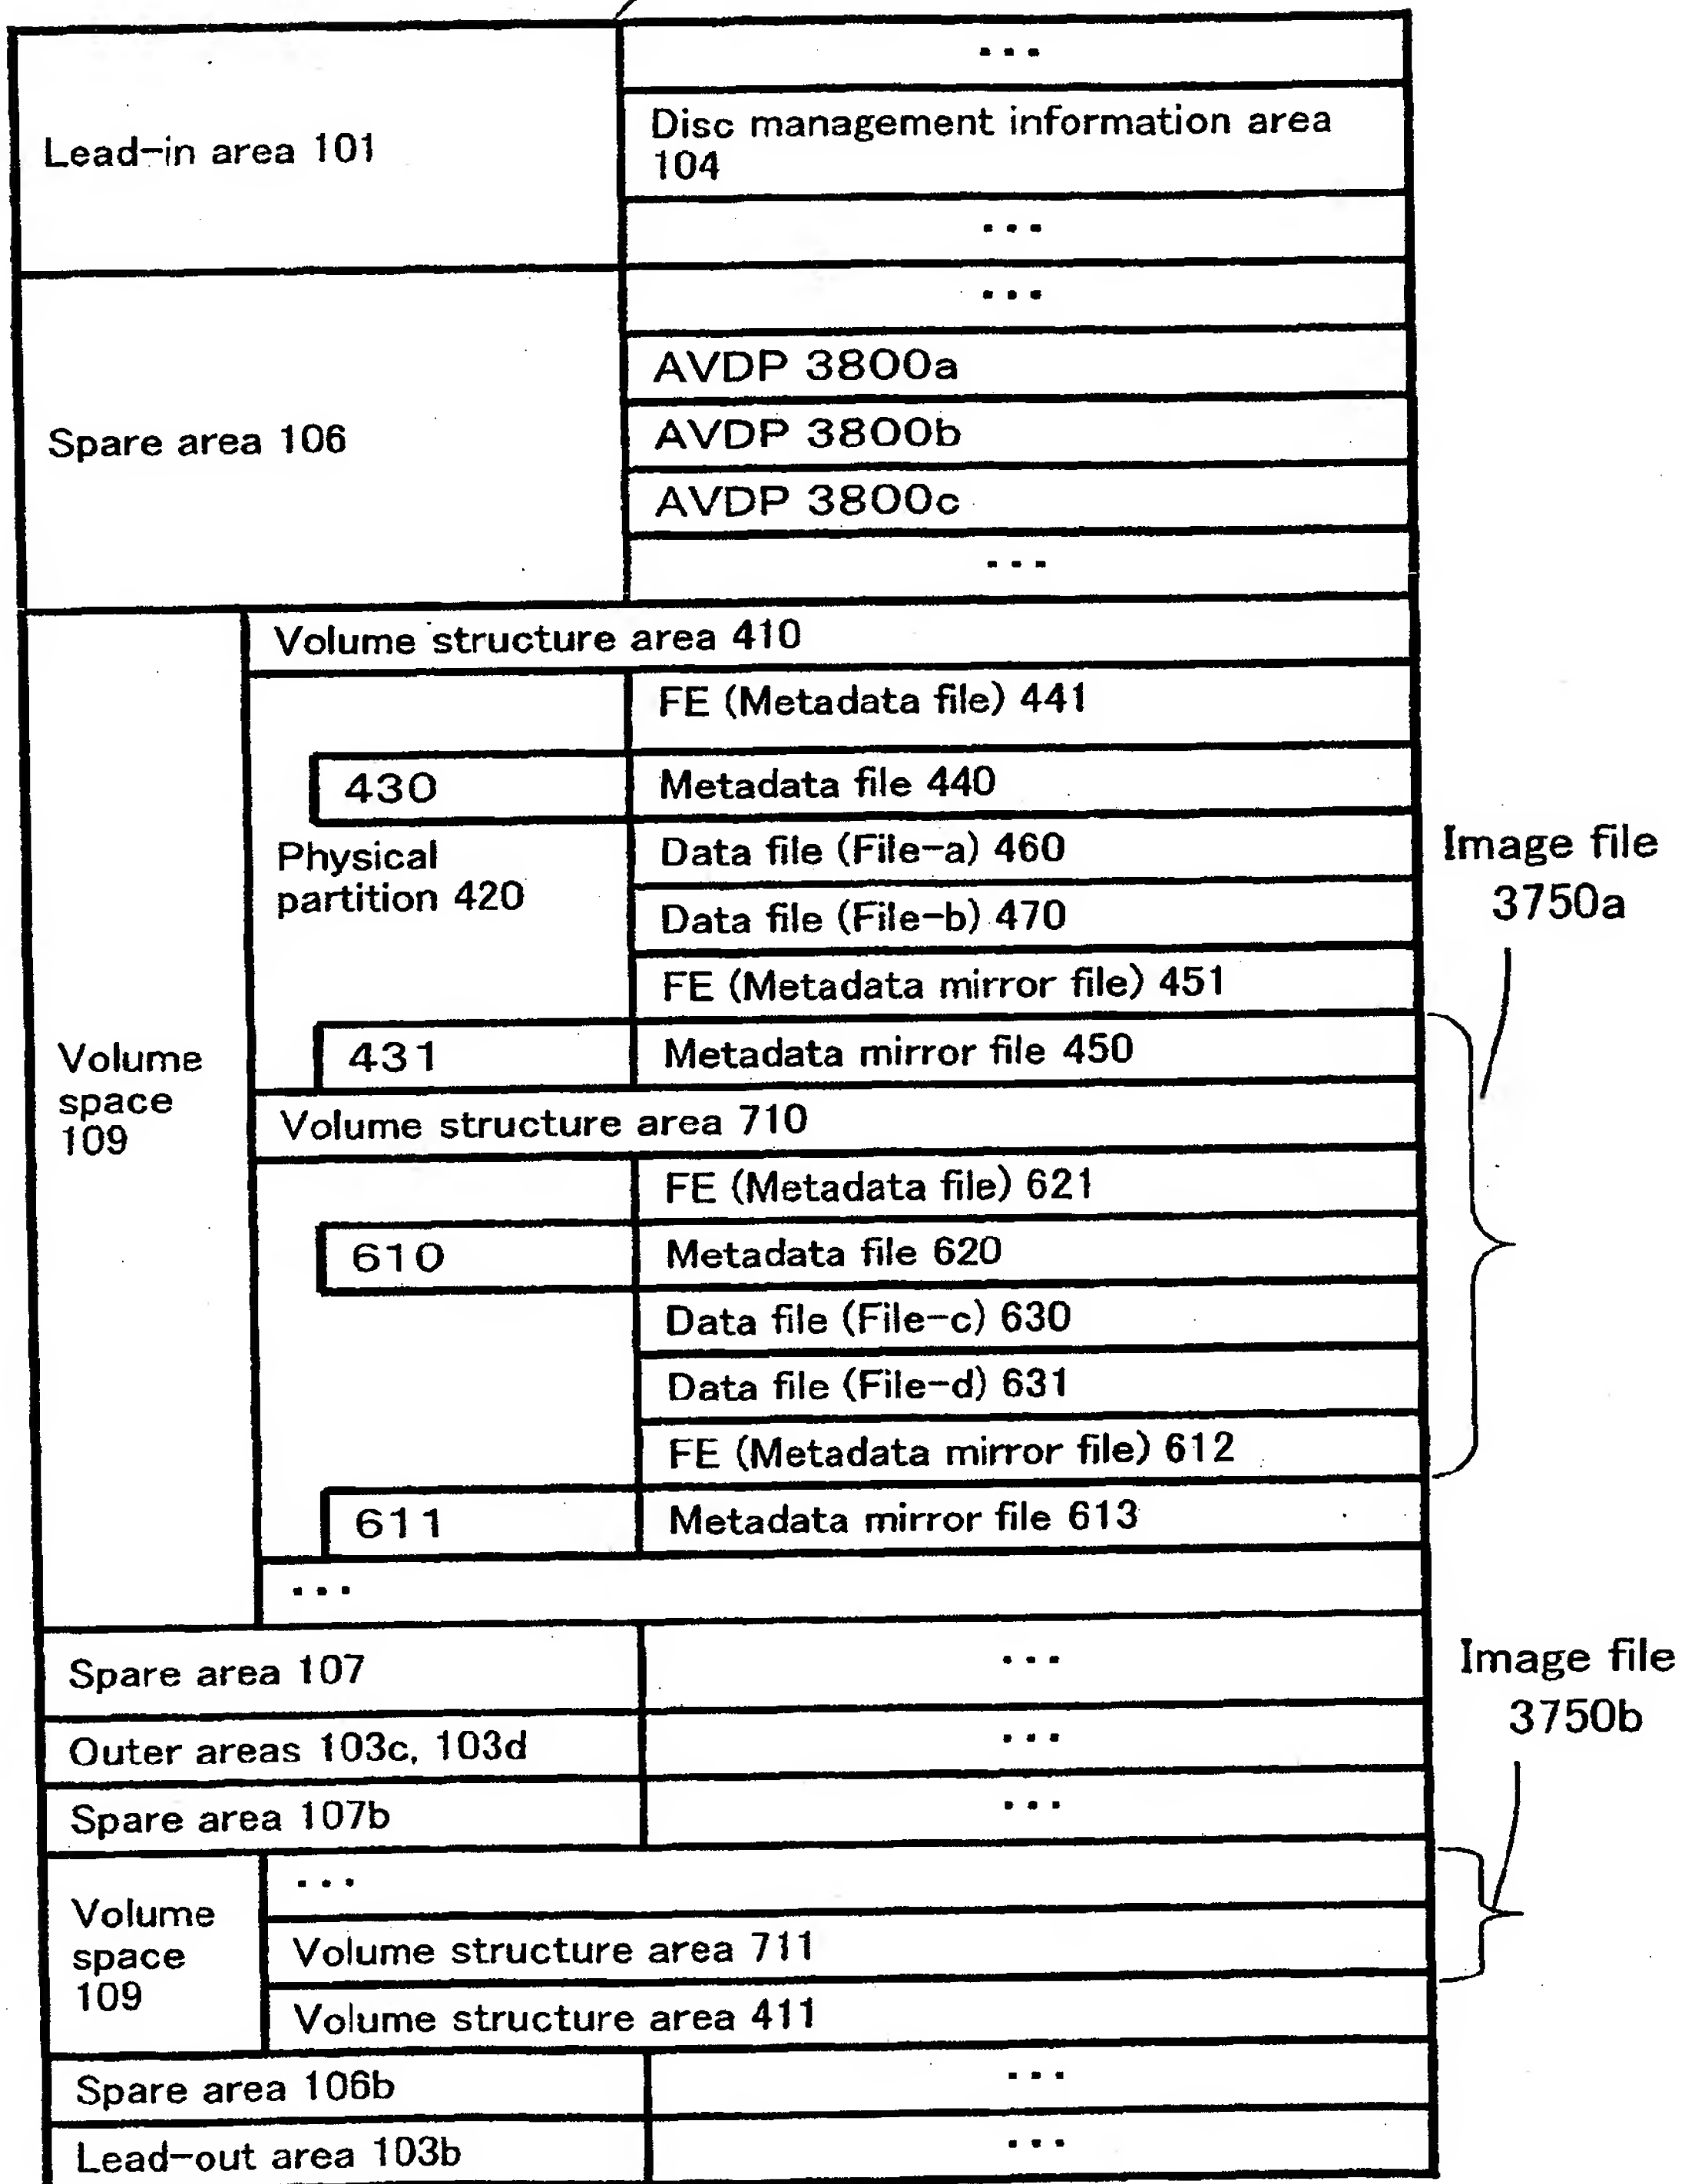 ...
Lead-in area 101
Disc management information area
104
...
...
AVDP 3800a
Spare area 106
AVDP 3800b
AVDP 3800c
...
Volume structure area 410
FE (Metadata file) 441
430
Metadata file 440
Physical
partition 420
Data file (File-a) 460
Data file (File-b) 470
Image file
3750a
FE (Metadata mirror file) 451
Volume
space
109
431
Metadata mirror file 450
Volume structure area 710
FE (Metadata file) 621
610
Metadata file 620
Data file (File-c) 630
Data file (File-d) 631
FE (Metadata mirror file) 612
611
Metadata mirror file 613
...
Spare area 107
...
Image file
3750b
Outer areas 103c, 103d
...
Spare area 107b
...
Volume
space
109
...
Volume structure area 711
Volume structure area 411
Spare area 106b
...
Lead-out area 103b
...